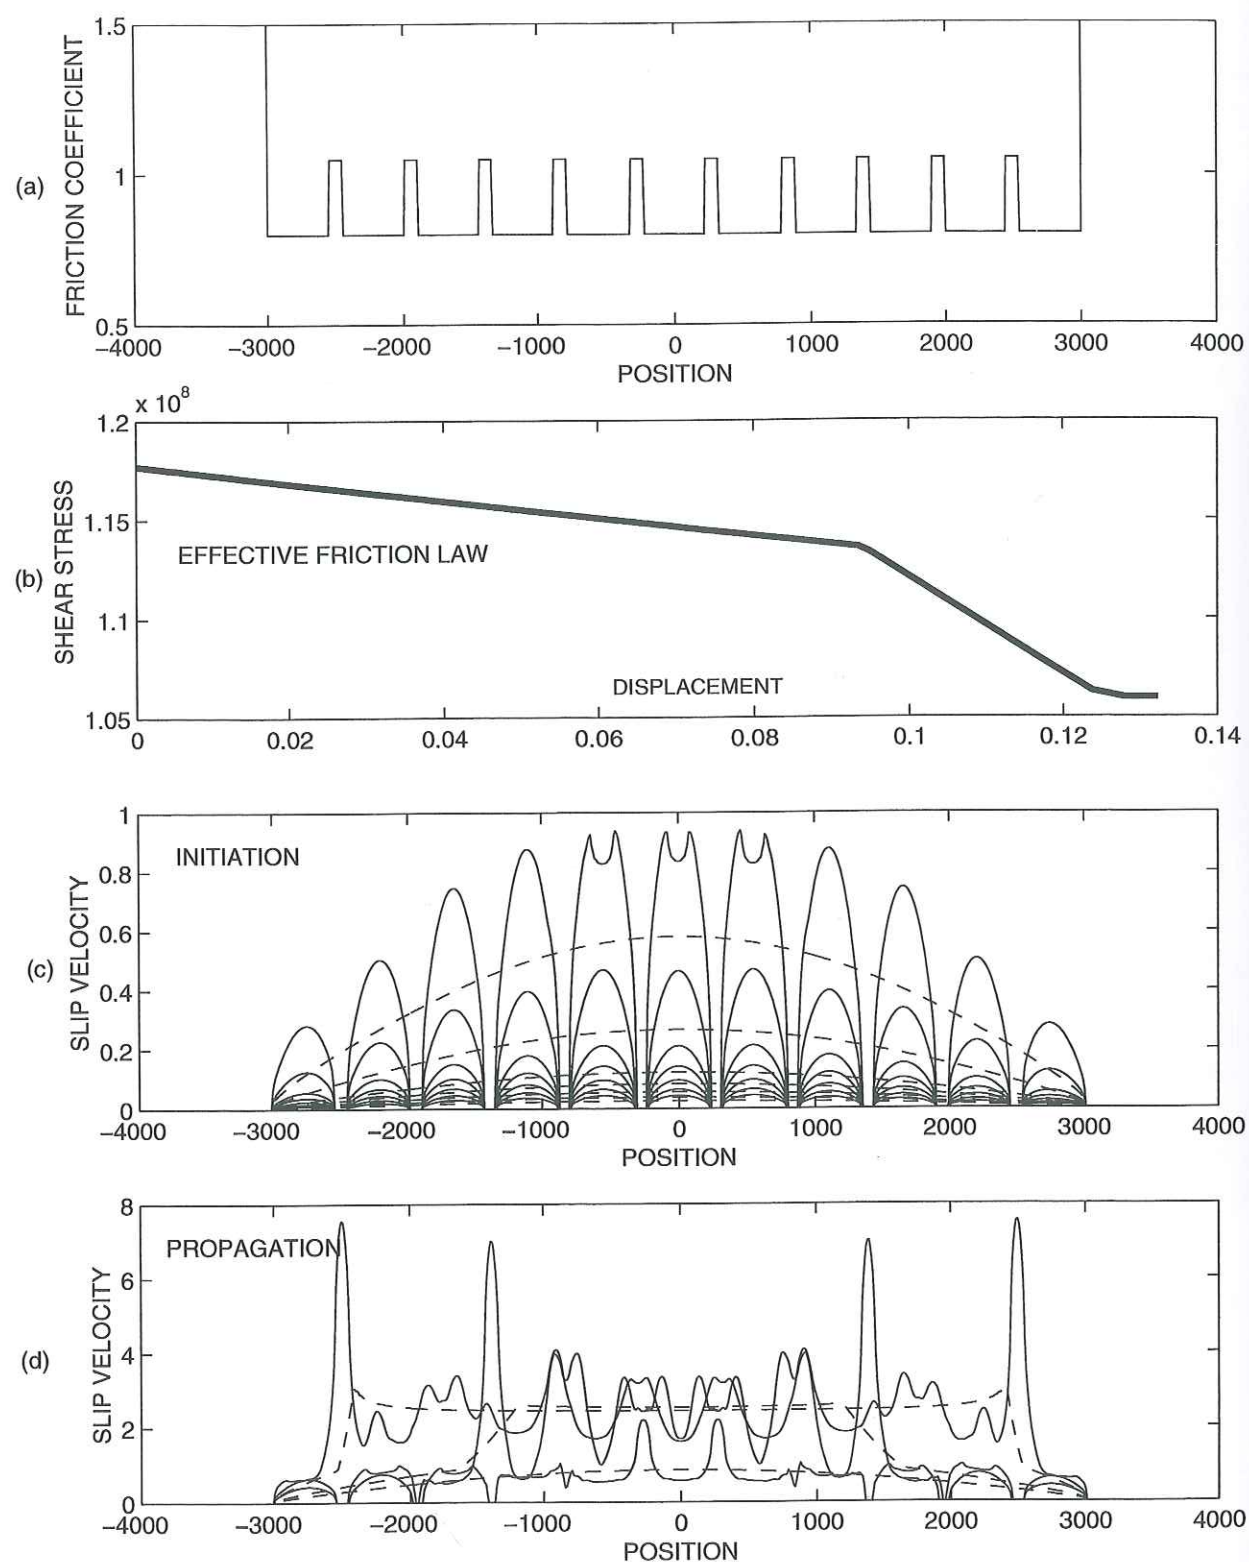 1.5
FRICTION COEFFICIENT
(a)
1
0.5
−4000 −3000 −2000 −1000 0 1000 2000 3000 4000
POSITION
x 10^8
1.2
SHEAR STRESS
1.15
EFFECTIVE FRICTION LAW
(b)
1.1
DISPLACEMENT
1.05
0 0.02 0.04 0.06 0.08 0.1 0.12 0.14
1
INITIATION
SLIP VELOCITY
0.8
0.6
(c)
0.4
0.2
0
−4000 −3000 −2000 −1000 0 1000 2000 3000 4000
POSITION
8
PROPAGATION
SLIP VELOCITY
6
(d)
4
2
0
−4000 −3000 −2000 −1000 0 1000 2000 3000 4000
POSITION